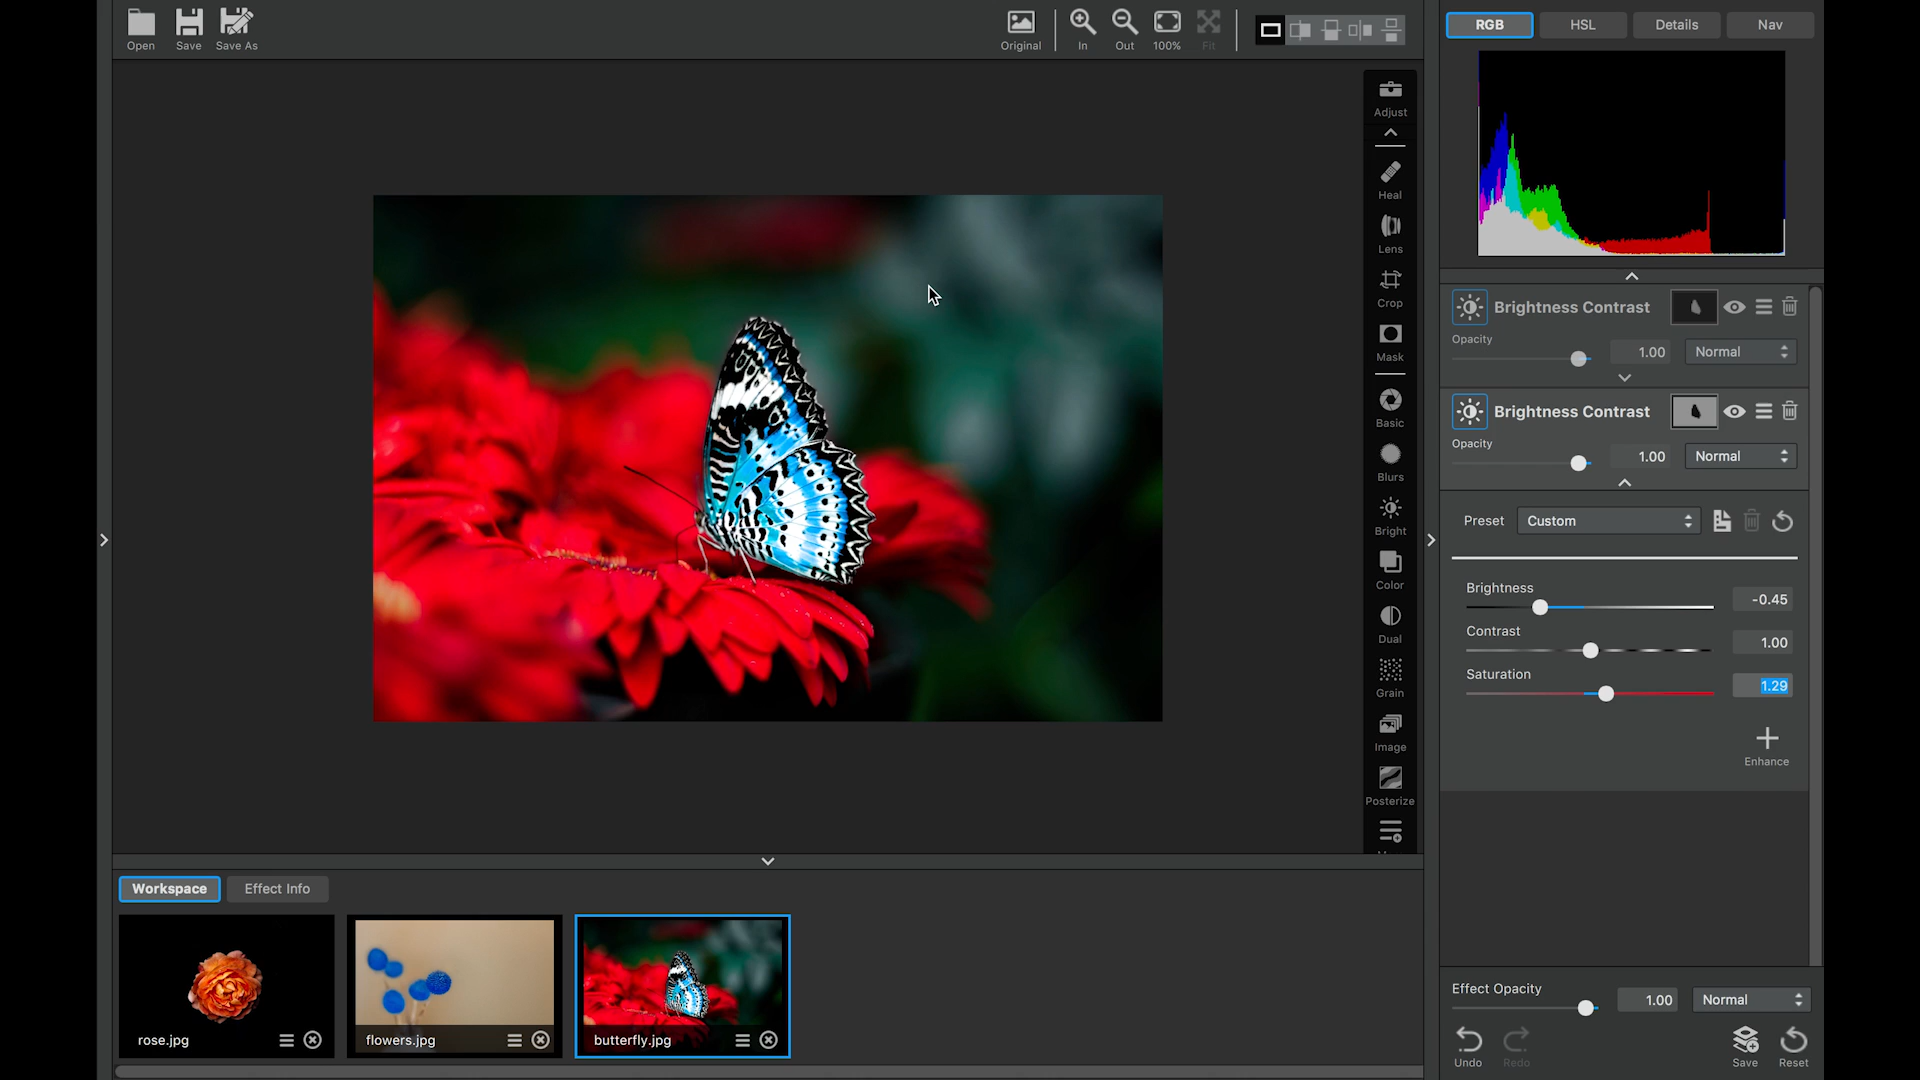 Open Save Save As Original In Out 100% Fit
RGB HSL Details Nav
Adjust
Heal
Lens
Crop
Mask
Basic
Blurs
Bright
Color
Dual
Grain
Image
Posterize
Brightness Contrast
Opacity
1.00 Normal
Brightness Contrast
Opacity
1.00 Normal
Preset Custom
Brightness
-0.45
Contrast
1.00
Saturation
1.29
Enhance
Workspace Effect Info
rose.jpg flowers.jpg butterfly.jpg
Effect Opacity
1.00 Normal
Undo Redo Save Reset